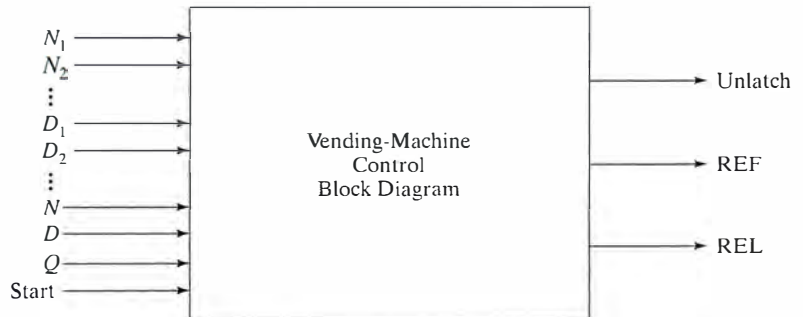 N₁
N₂
⋮
D₁
D₂
⋮
N
D
Q
Start
Vending-Machine
Control
Block Diagram
Unlatch
REF
REL